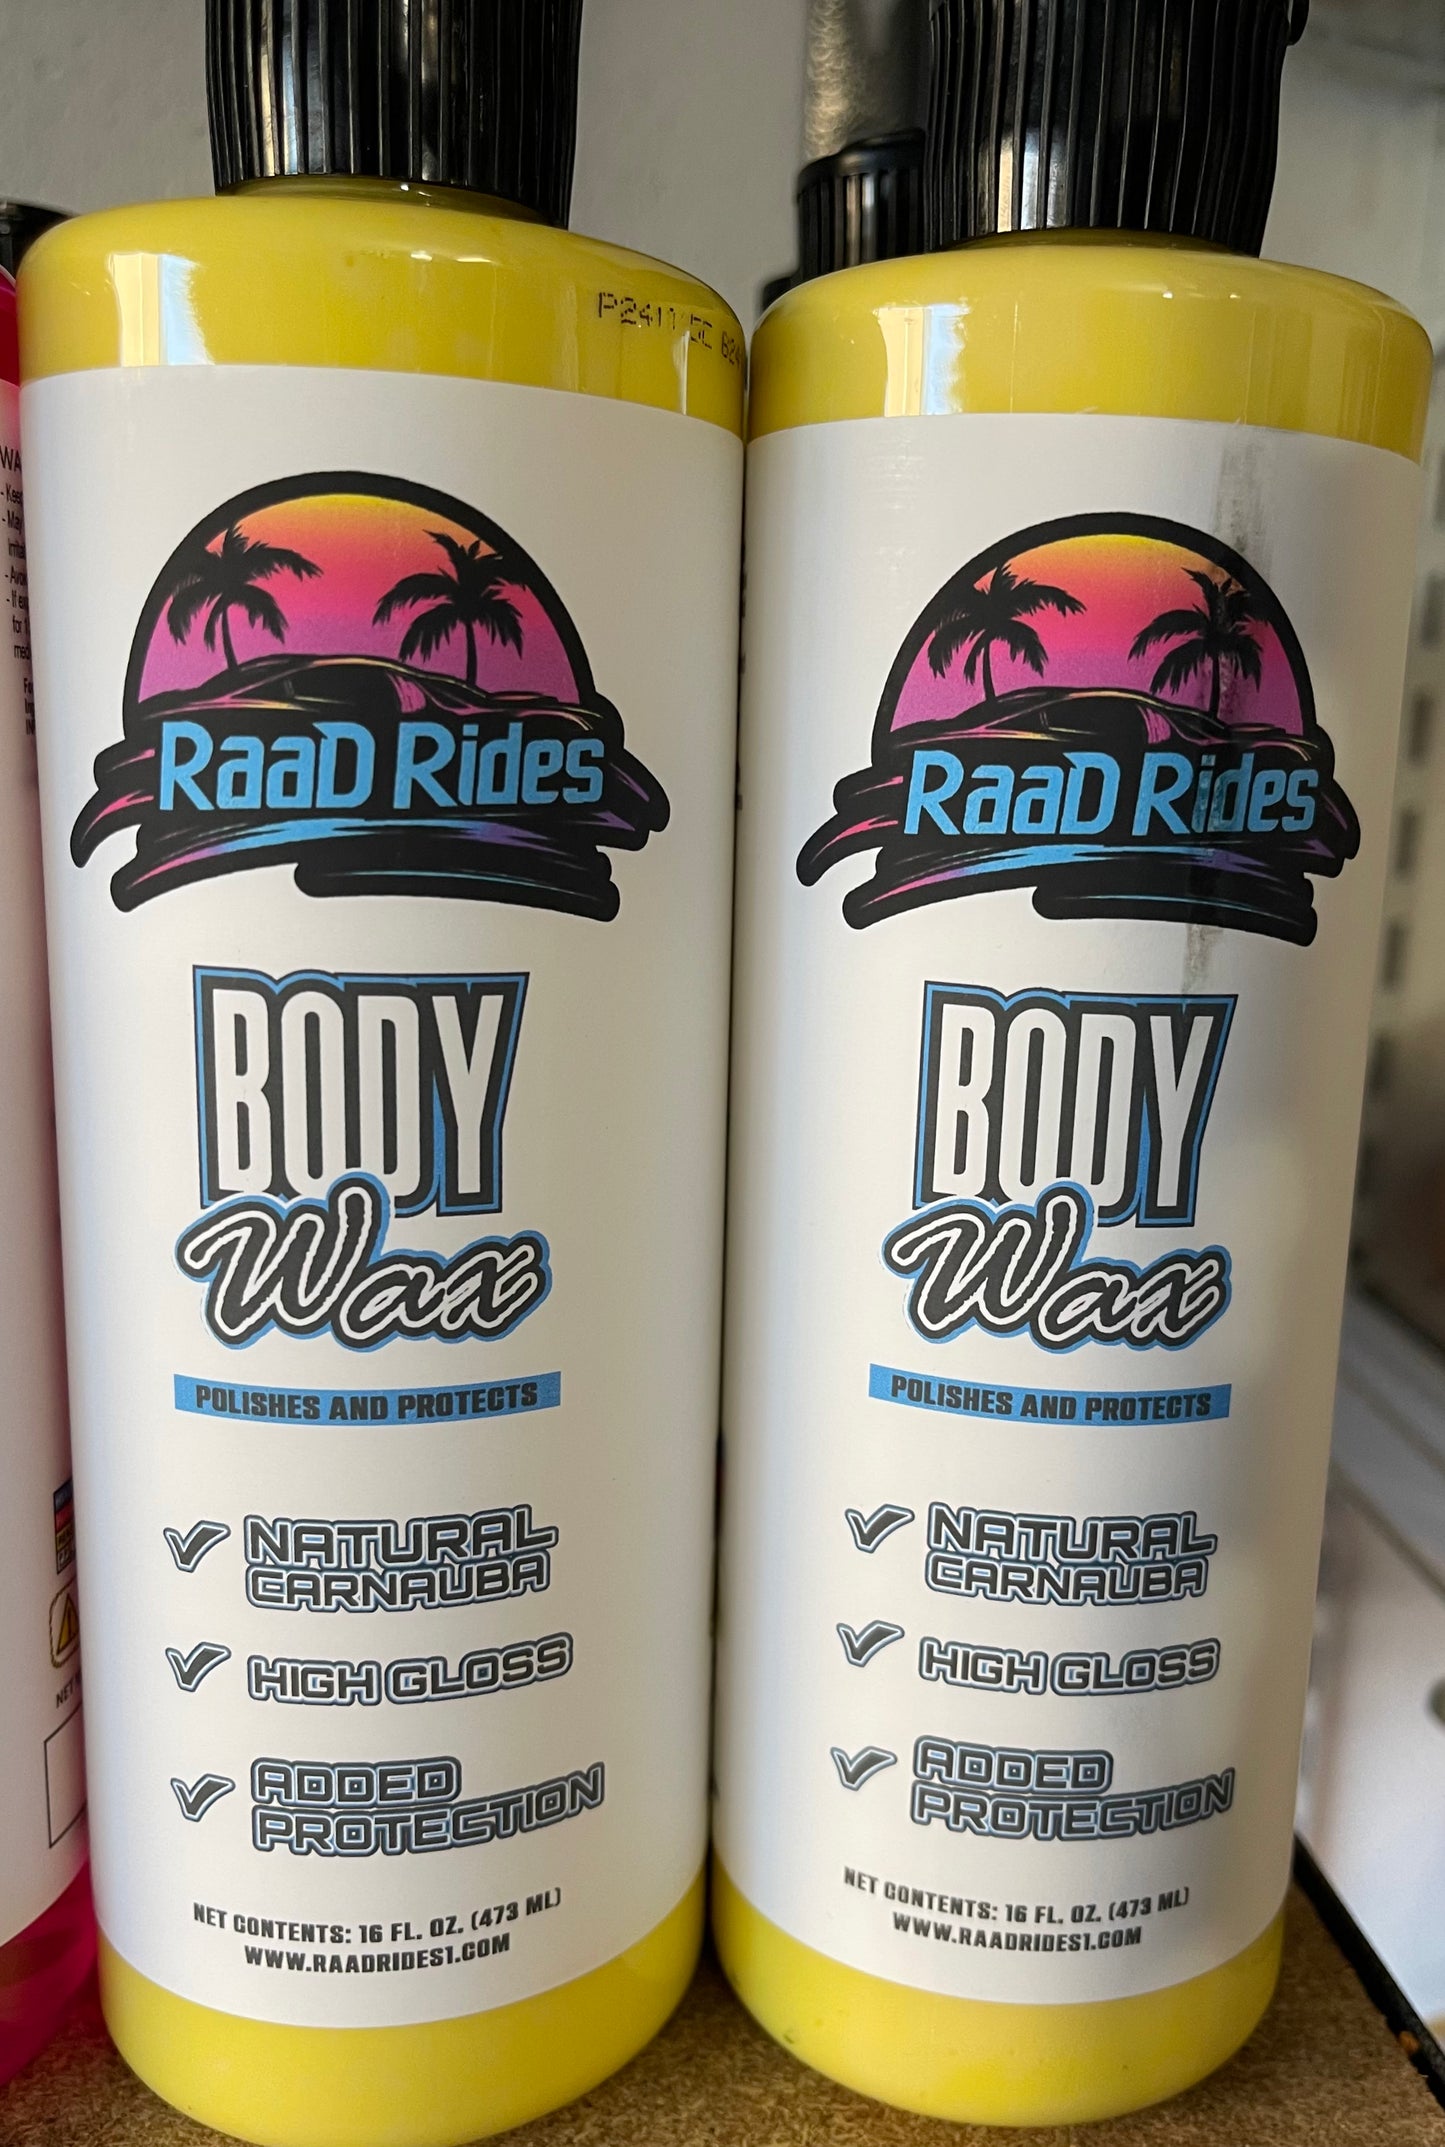 RaaD Rides
BODY
Wax
POLISHES AND PROTECTS
NATURAL
CARNAUBA
HIGH GLOSS
ADDED
PROTECTION
NET CONTENTS: 16 FL. OZ. (473 ML)
WWW.RAADRIDES1.COM
RaaD Rides
BODY
Wax
POLISHES AND PROTECTS
NATURAL
CARNAUBA
HIGH GLOSS
ADDED
PROTECTION
NET CONTENTS: 16 FL. OZ. (473 ML)
WWW.RAADRIDES1.COM